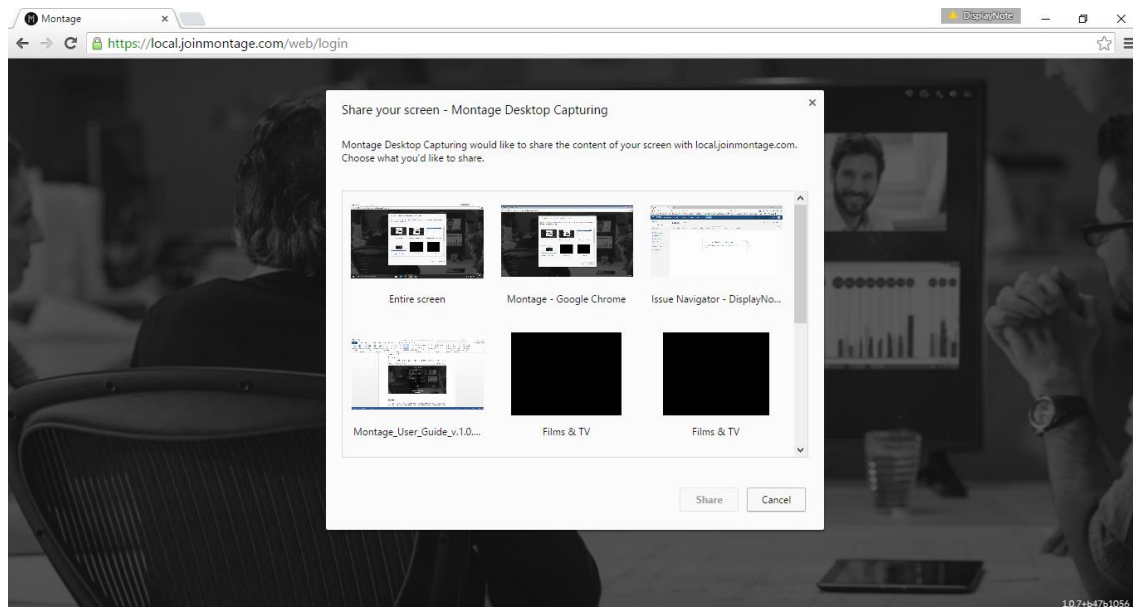 Montage
DisplayNote
https://local.joinmontage.com/web/login
Share your screen - Montage Desktop Capturing
Montage Desktop Capturing would like to share the content of your screen with local.joinmontage.com.
Choose what you'd like to share.
Entire screen
Montage - Google Chrome
Issue Navigator - DisplayNo...
Montage_User_Guide_v.1.0....
Films & TV
Films & TV
Share
Cancel
1.0.7+b47b1056